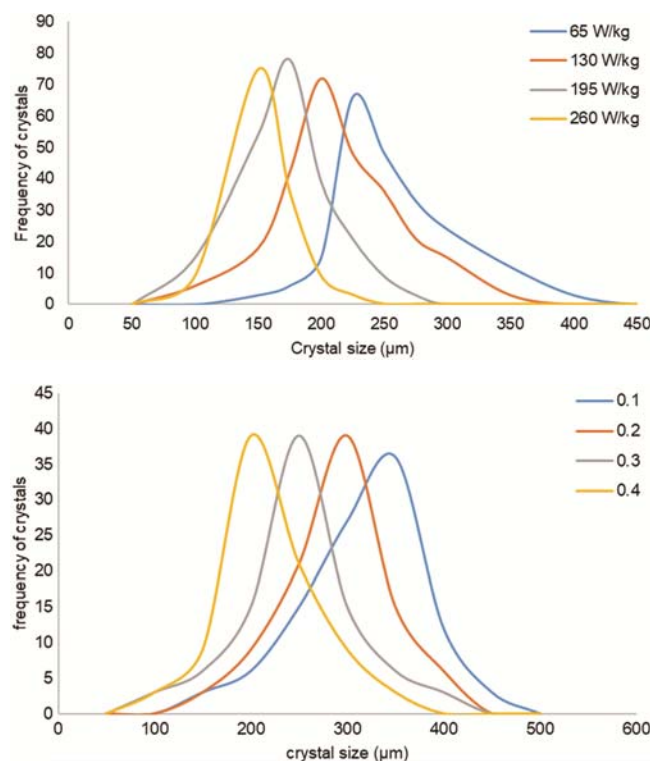 90
80
70
60
50
40
30
20
10
0
Frequency of crystals
65 W/kg
130 W/kg
195 W/kg
260 W/kg
0 50 100 150 200 250 300 350 400 450
Crystal size (µm)
45
40
35
30
25
20
15
10
5
0
frequency of crystals
0.1
0.2
0.3
0.4
0 100 200 300 400 500 600
crystal size (µm)